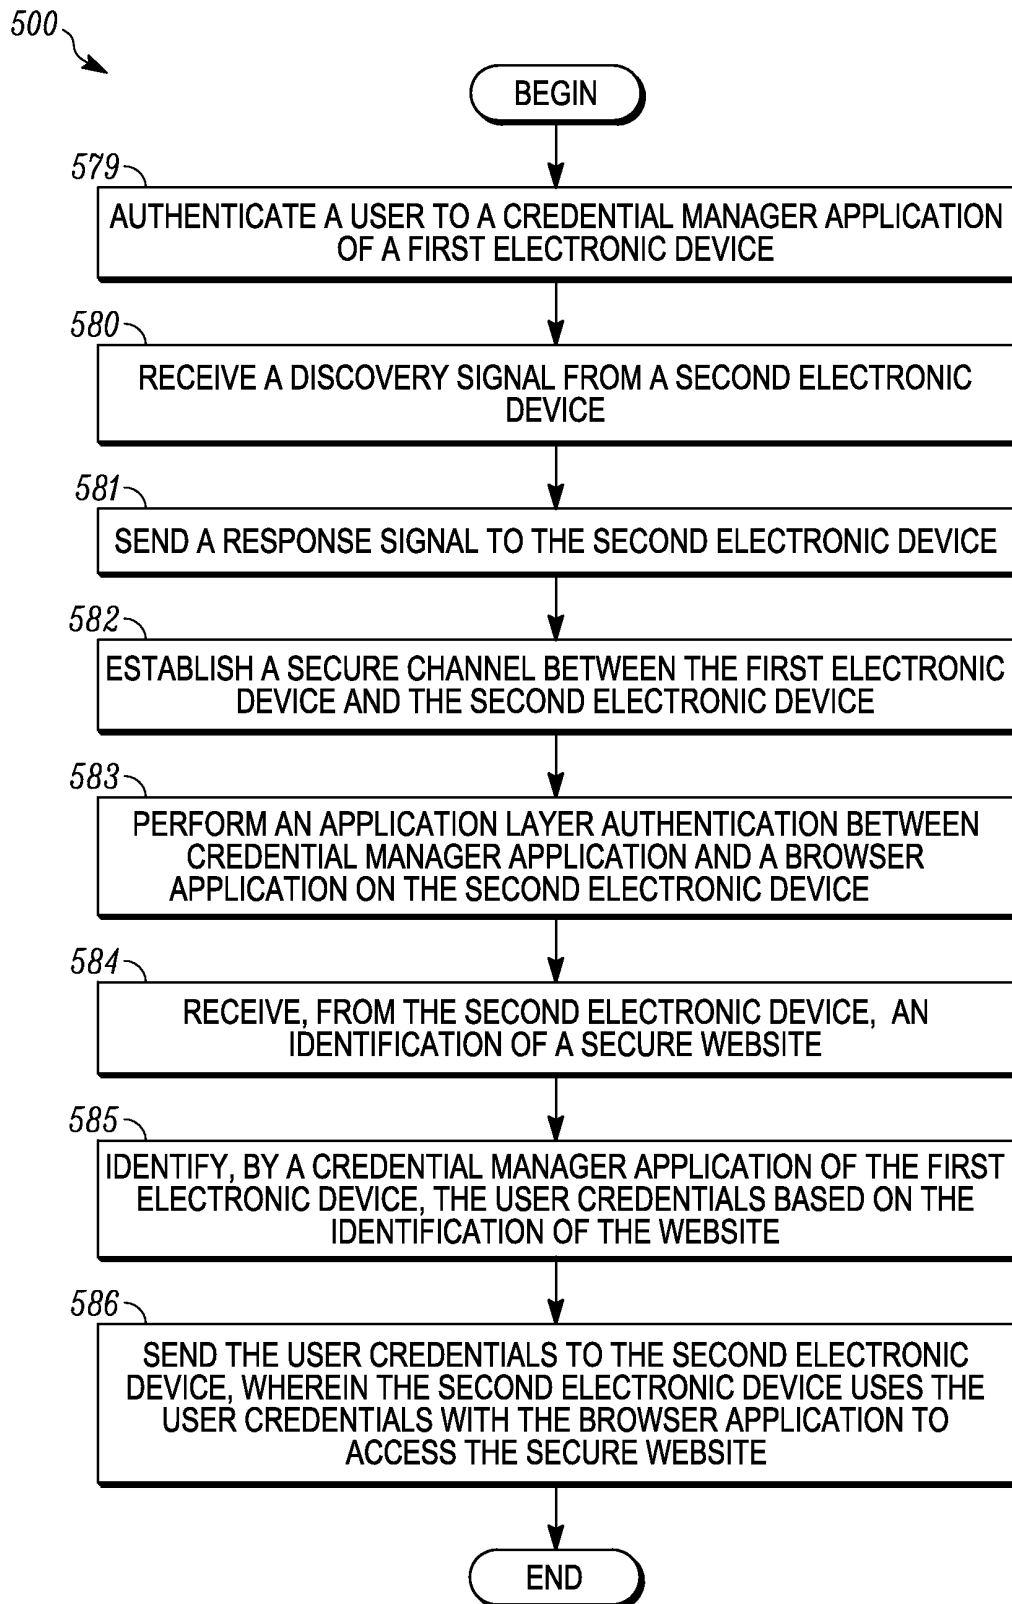 500
BEGIN
579
AUTHENTICATE A USER TO A CREDENTIAL MANAGER APPLICATION
OF A FIRST ELECTRONIC DEVICE
580
RECEIVE A DISCOVERY SIGNAL FROM A SECOND ELECTRONIC
DEVICE
581
SEND A RESPONSE SIGNAL TO THE SECOND ELECTRONIC DEVICE
582
ESTABLISH A SECURE CHANNEL BETWEEN THE FIRST ELECTRONIC
DEVICE AND THE SECOND ELECTRONIC DEVICE
583
PERFORM AN APPLICATION LAYER AUTHENTICATION BETWEEN
CREDENTIAL MANAGER APPLICATION AND A BROWSER
APPLICATION ON THE SECOND ELECTRONIC DEVICE
584
RECEIVE, FROM THE SECOND ELECTRONIC DEVICE, AN
IDENTIFICATION OF A SECURE WEBSITE
585
IDENTIFY, BY A CREDENTIAL MANAGER APPLICATION OF THE FIRST
ELECTRONIC DEVICE, THE USER CREDENTIALS BASED ON THE
IDENTIFICATION OF THE WEBSITE
586
SEND THE USER CREDENTIALS TO THE SECOND ELECTRONIC
DEVICE, WHEREIN THE SECOND ELECTRONIC DEVICE USES THE
USER CREDENTIALS WITH THE BROWSER APPLICATION TO
ACCESS THE SECURE WEBSITE
END